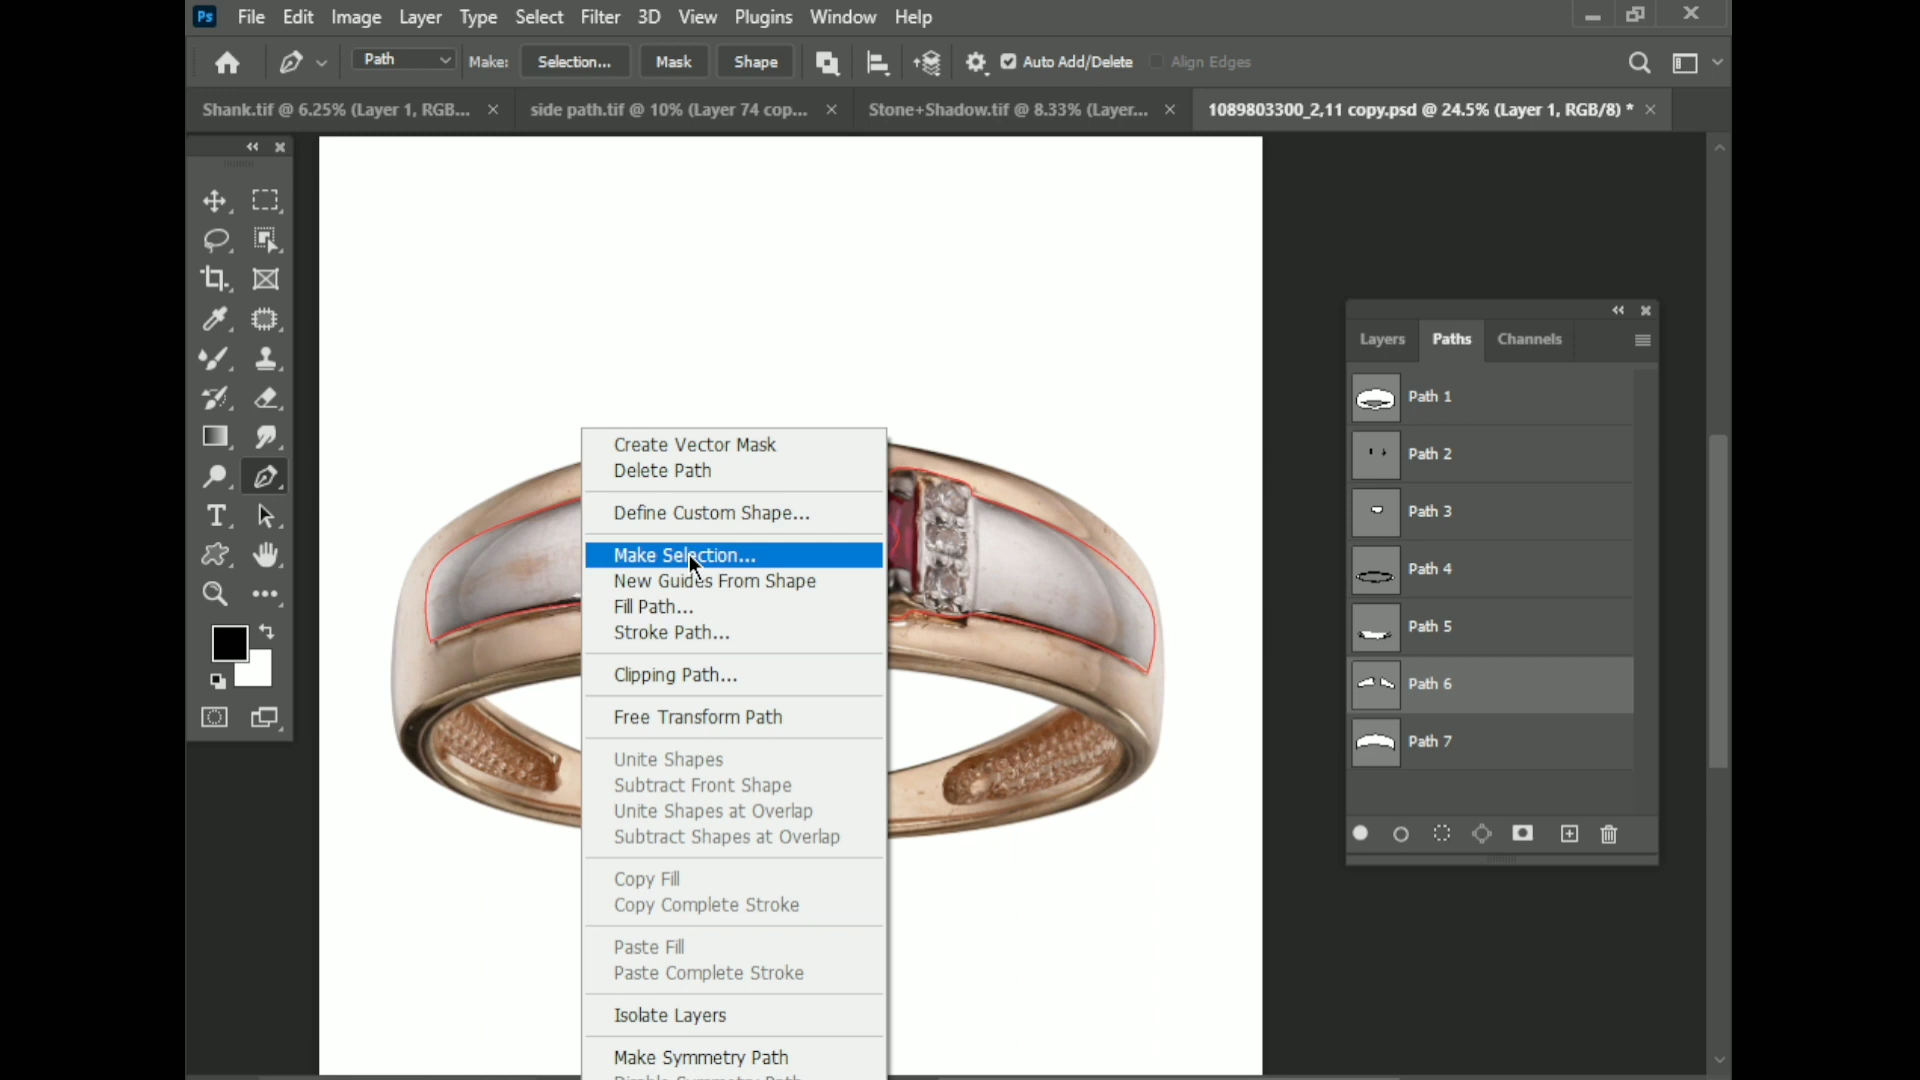 Ps File Edit Image Layer Type Select Filter 3D View Plugins Window Help
Path Make: Selection... Mask Shape Auto Add/Delete Align Edges
Shank.tif @ 6.25% (Layer 1, RGB... side path.tif @ 10% (Layer 74 cop... Stone+Shadow.tif @ 8.33% (Layer... 1089803300_2,11 copy.psd @ 24.5% (Layer 1, RGB/8) *
Layers Paths Channels
Path 1
Path 2
Path 3
Path 4
Path 5
Path 6
Path 7
Create Vector Mask
Delete Path
Define Custom Shape...
Make Selection...
New Guides From Shape
Fill Path...
Stroke Path...
Clipping Path...
Free Transform Path
Unite Shapes
Subtract Front Shape
Unite Shapes at Overlap
Subtract Shapes at Overlap
Copy Fill
Copy Complete Stroke
Paste Fill
Paste Complete Stroke
Isolate Layers
Make Symmetry Path